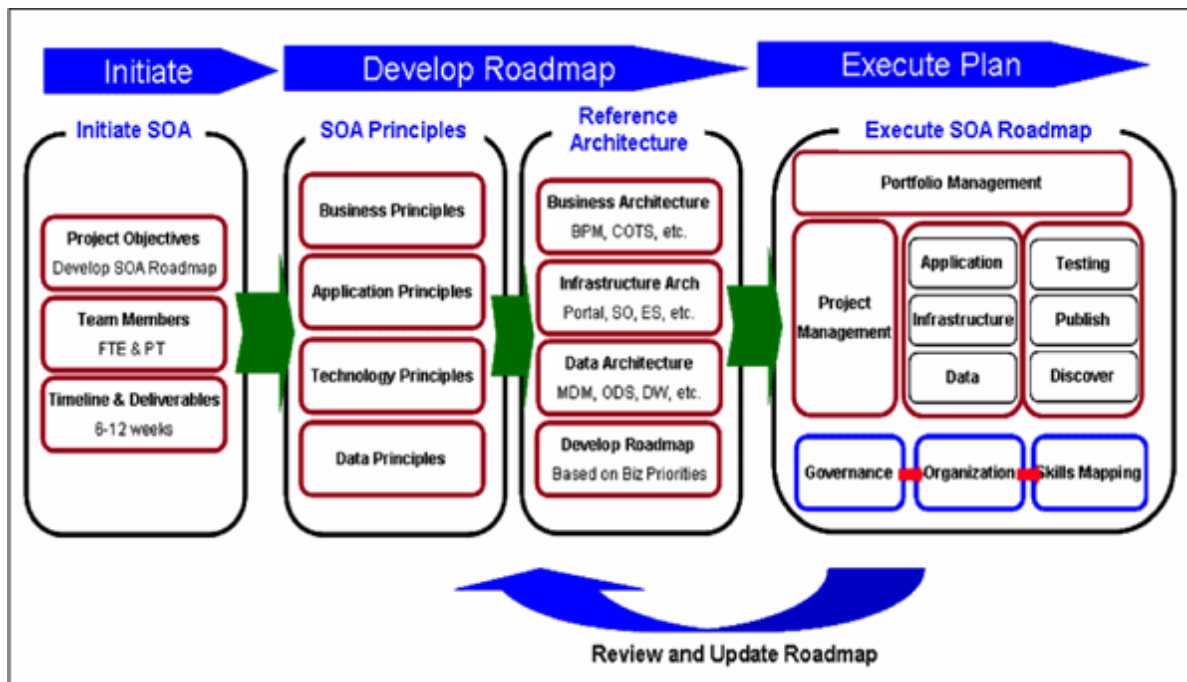 Initiate
Develop Roadmap
Execute Plan
Initiate SOA
Project Objectives
Develop SOA Roadmap
Team Members
FTE & PT
Timeline & Deliverables
6-12 weeks
SOA Principles
Business Principles
Application Principles
Technology Principles
Data Principles
Reference
Architecture
Business Architecture
BPM, COTS, etc.
Infrastructure Arch
Portal, SO, ES, etc.
Data Architecture
MDM, ODS, DW, etc.
Develop Roadmap
Based on Biz Priorities
Execute SOA Roadmap
Portfolio Management
Project
Management
Application
Infrastructure
Data
Testing
Publish
Discover
Governance
Organization
Skills Mapping
Review and Update Roadmap